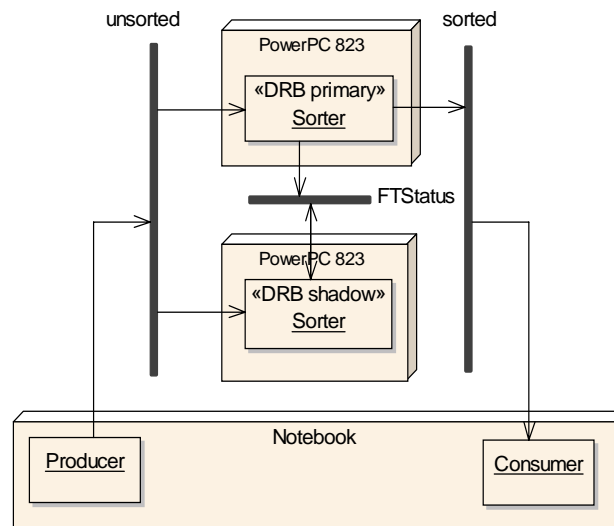 unsorted
sorted
PowerPC 823
«DRB primary»
Sorter
FTStatus
PowerPC 823
«DRB shadow»
Sorter
Notebook
Producer
Consumer